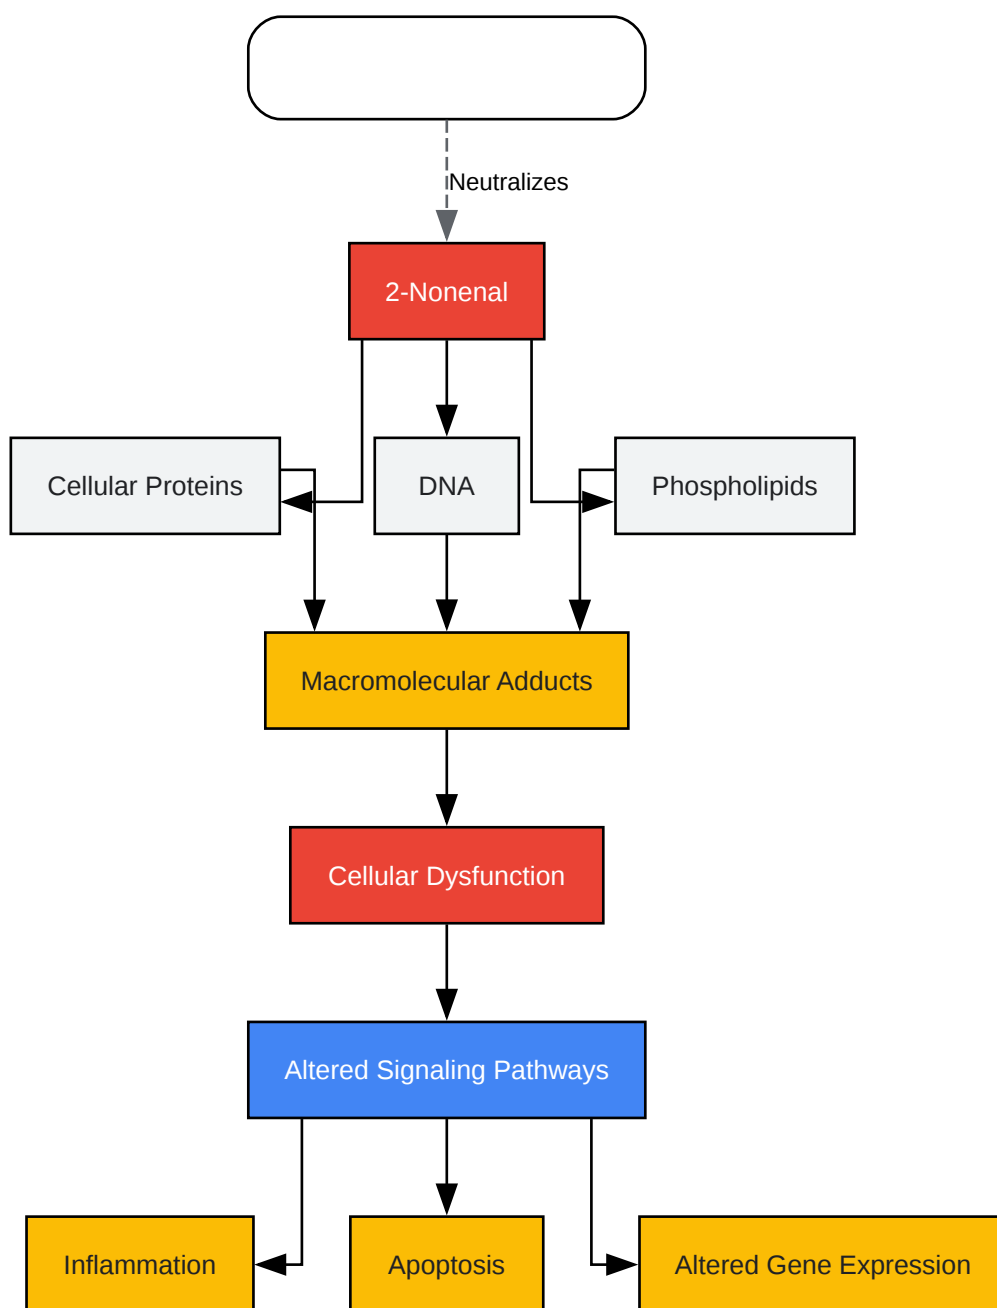 Neutralizes
2-Nonenal
Cellular Proteins
DNA
Phospholipids
Macromolecular Adducts
Cellular Dysfunction
Altered Signaling Pathways
Inflammation
Apoptosis
Altered Gene Expression